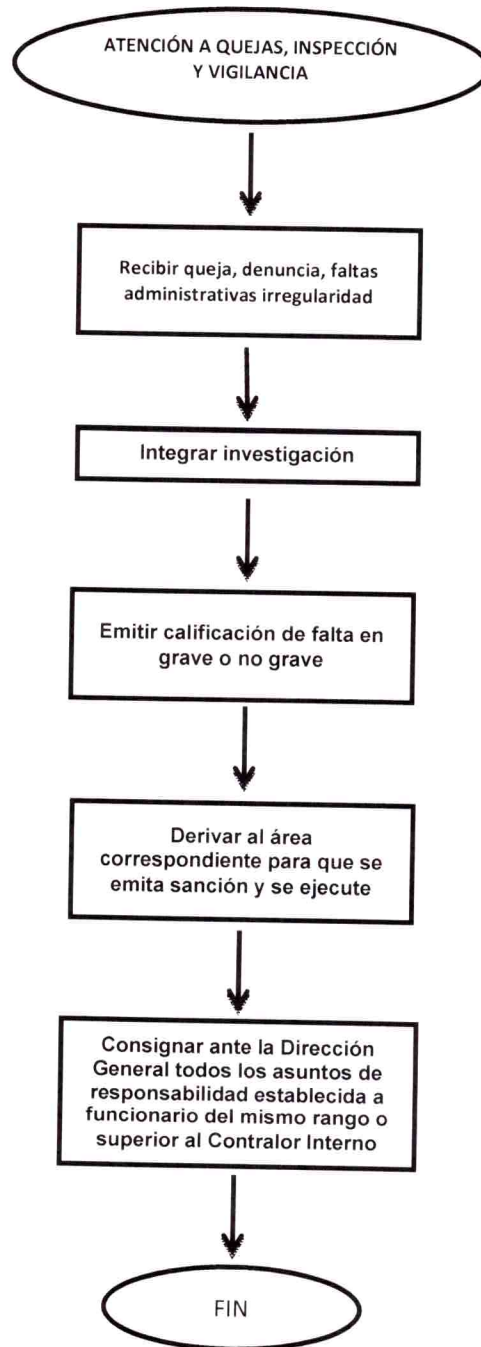 ATENCIÓN A QUEJAS, INSPECCIÓN
Y VIGILANCIA
Recibir queja, denuncia, faltas
administrativas irregularidad
Integrar investigación
Emitir calificación de falta en
grave o no grave
Derivar al área
correspondiente para que se
emita sanción y se ejecute
Consignar ante la Dirección
General todos los asuntos de
responsabilidad establecida a
funcionario del mismo rango o
superior al Contralor Interno
FIN